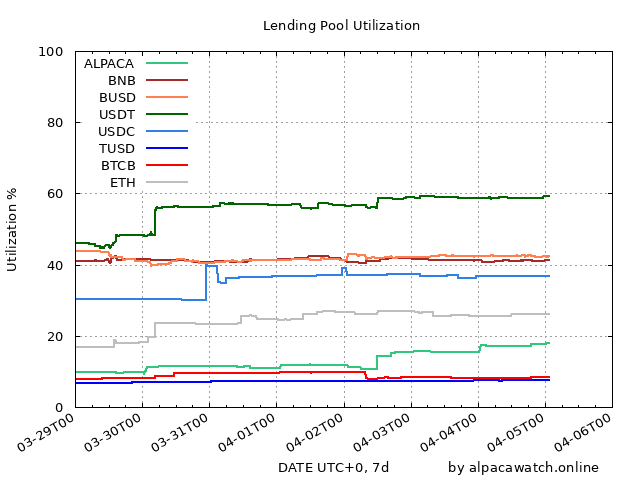 Lending Pool Utilization
Utilization %
100
80
60
40
20
0
ALPACA
BNB
BUSD
USDT
USDC
TUSD
BTCB
ETH
03-29T00
03-30T00
03-31T00
04-01T00
04-02T00
04-03T00
04-04T00
04-05T00
04-06T00
DATE UTC+0, 7d
by alpacawatch.online